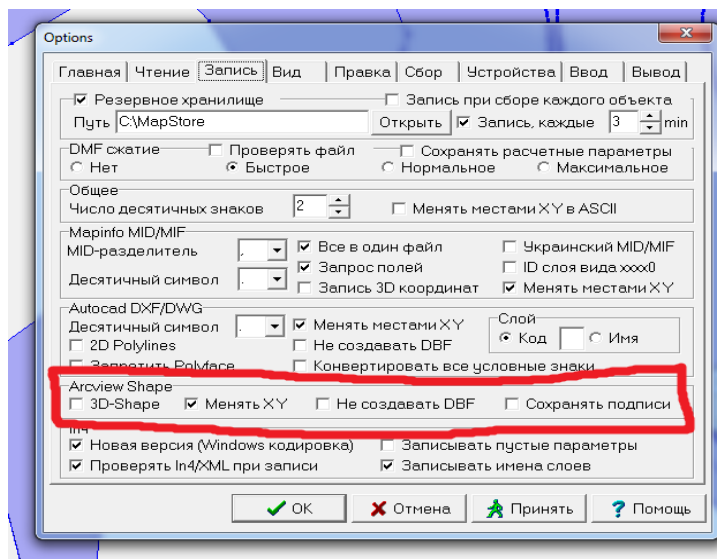 Options
Главная Чтение Запись Вид Правка Сбор Устройства Ввод Вывод
Резервное хранилище Запись при сборе каждого объекта
Путь C:\MapStore Открыть Запись, каждые 3 min
DMF сжатие Проверять файл Сохранять расчетные параметры
Нет Быстрое Нормальное Максимальное
Общее
Число десятичных знаков 2 Менять местами XY в ASCII
Mapinfo MID/MIF
MID-разделитель , Все в один файл Украинский MID/MIF
Запрос полей ID слоя вида xxxx0
Десятичный символ . Запись 3D координат Менять местами XY
Autocad DXF/DWG
Десятичный символ . Менять местами XY Слой
2D Polylines Не создавать DBF Код Имя
Запретить Polyface Конвертировать все условные знаки
Arcview Shape
3D-Shape Менять XY Не создавать DBF Сохранять подписи
In4
Новая версия (Windows кодировка) Записывать пустые параметры
Проверять In4/XML при записи Записывать имена слоев
OK Отмена Принять ? Помощь